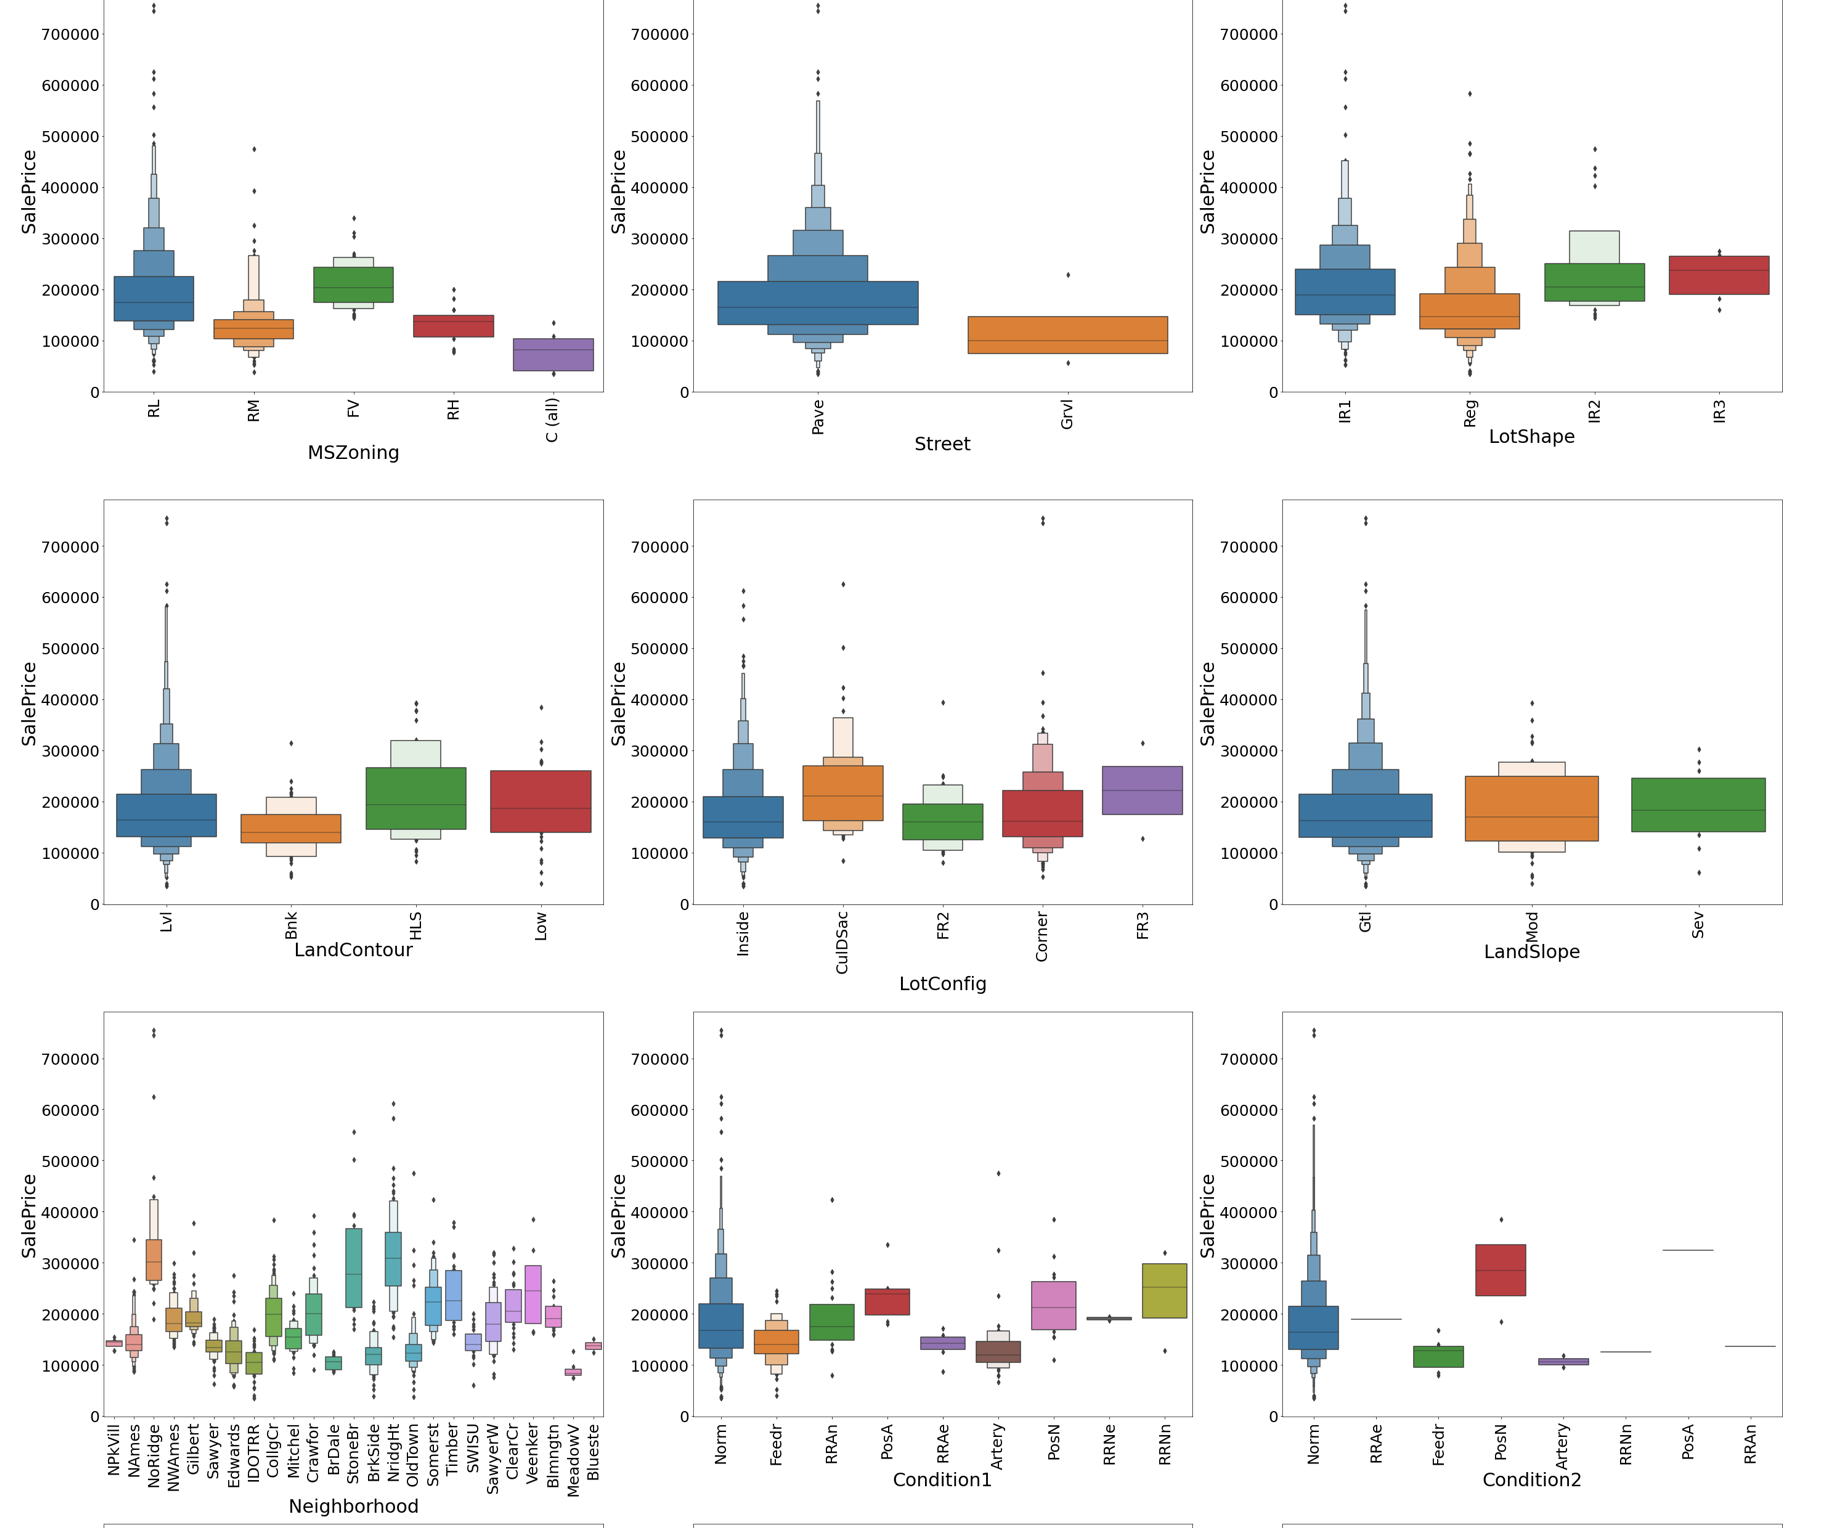 700000
600000
500000
400000
300000
200000
100000
0
SalePrice
RL
RM
FV
RH
C (all)
MSZoning
700000
600000
500000
400000
300000
200000
100000
0
SalePrice
Pave
Grvl
Street
700000
600000
500000
400000
300000
200000
100000
0
SalePrice
IR1
Reg
IR2
IR3
LotShape
700000
600000
500000
400000
300000
200000
100000
0
SalePrice
Lvl
Bnk
HLS
Low
LandContour
700000
600000
500000
400000
300000
200000
100000
0
SalePrice
Inside
CulDSac
FR2
Corner
FR3
LotConfig
700000
600000
500000
400000
300000
200000
100000
0
SalePrice
Gtl
Mod
Sev
LandSlope
700000
600000
500000
400000
300000
200000
100000
0
SalePrice
NPkVill
NAmes
NoRidge
NWAmes
Gilbert
Sawyer
Edwards
IDOTRR
CollgCr
Mitchel
Crawfor
BrDale
StoneBr
BrkSide
NridgHt
OldTown
Somerst
Timber
SWISU
SawyerW
ClearCr
Veenker
Blmngtn
MeadowV
Blueste
Neighborhood
700000
600000
500000
400000
300000
200000
100000
0
SalePrice
Norm
Feedr
RRAn
PosA
RRAe
Artery
PosN
RRNe
RRNn
Condition1
700000
600000
500000
400000
300000
200000
100000
0
SalePrice
Norm
RRAe
Feedr
PosN
Artery
RRNn
PosA
RRAn
Condition2